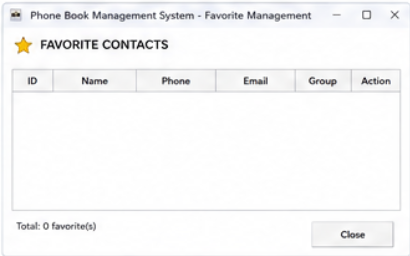 Phone Book Management System - Favorite Management
FAVORITE CONTACTS
ID Name Phone Email Group Action
Total: 0 favorite(s)
Close